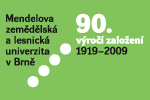 Mendelova
zemědělská
a lesnická
univerzita
v Brně
90.
výročí založení
1919–2009